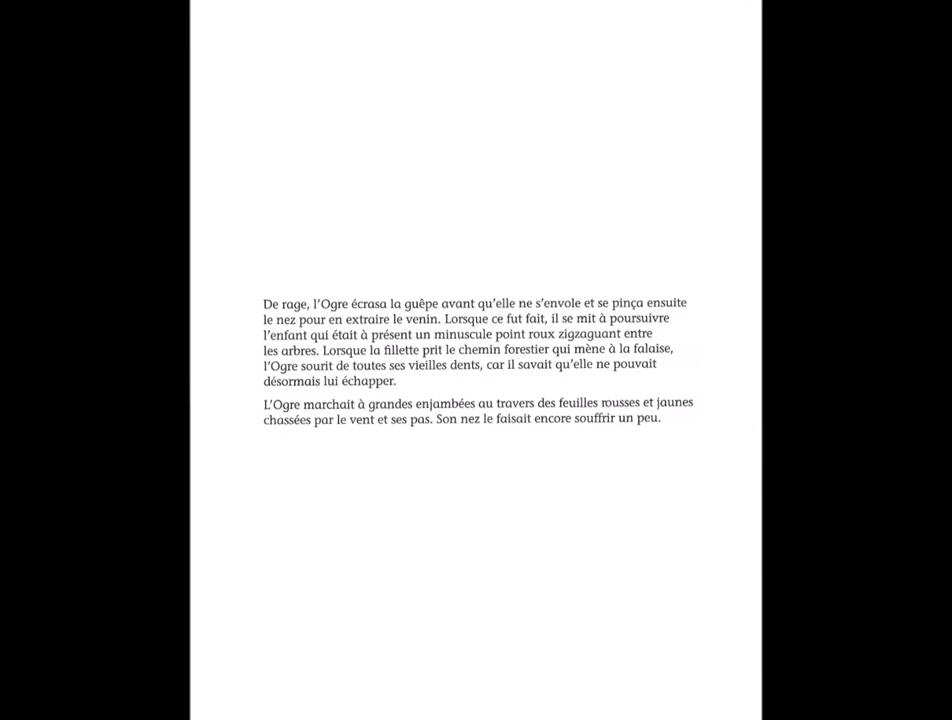 De rage, l'Ogre écrasa la guêpe avant qu'elle ne s'envole et se pinça ensuite
le nez pour en extraire le venin. Lorsque ce fut fait, il se mit à poursuivre
l'enfant qui était à présent un minuscule point roux zigzaguant entre
les arbres. Lorsque la fillette prit le chemin forestier qui mène à la falaise,
l'Ogre sourit de toutes ses vieilles dents, car il savait qu'elle ne pouvait
désormais lui échapper.
L'Ogre marchait à grandes enjambées au travers des feuilles rousses et jaunes
chassées par le vent et ses pas. Son nez le faisait encore souffrir un peu.